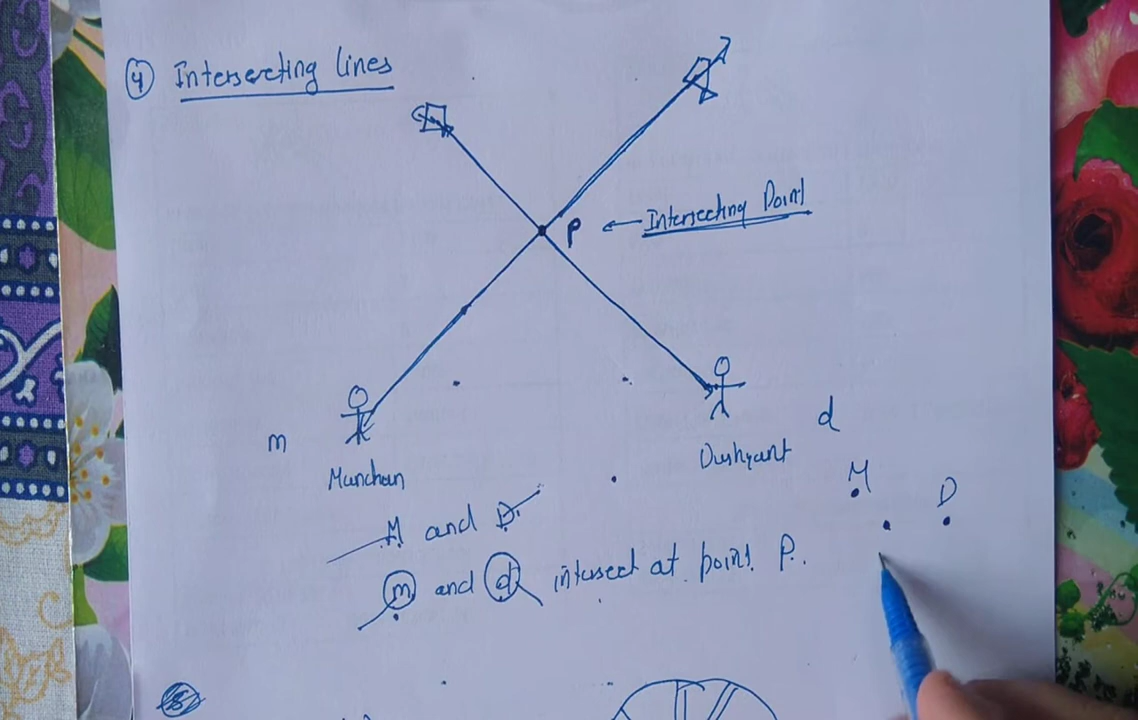 ④ Intersecting lines
P ← Intersecting Point
m
d
Munchun
Dushyant
M
D
M and D
m and d intersect at point P.